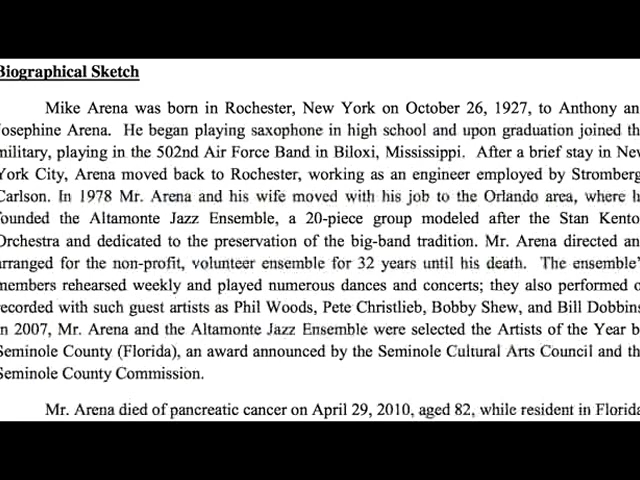 Biographical Sketch
Mike Arena was born in Rochester, New York on October 26, 1927, to Anthony an
Josephine Arena. He began playing saxophone in high school and upon graduation joined th
military, playing in the 502nd Air Force Band in Biloxi, Mississippi. After a brief stay in New
York City, Arena moved back to Rochester, working as an engineer employed by Stromberg
Carlson. In 1978 Mr. Arena and his wife moved with his job to the Orlando area, where h
founded the Altamonte Jazz Ensemble, a 20-piece group modeled after the Stan Kento
Orchestra and dedicated to the preservation of the big-band tradition. Mr. Arena directed an
arranged for the non-profit, volunteer ensemble for 32 years until his death. The ensemble'
members rehearsed weekly and played numerous dances and concerts; they also performed o
recorded with such guest artists as Phil Woods, Pete Christlieb, Bobby Shew, and Bill Dobbins
In 2007, Mr. Arena and the Altamonte Jazz Ensemble were selected the Artists of the Year b
Seminole County (Florida), an award announced by the Seminole Cultural Arts Council and th
Seminole County Commission.
Mr. Arena died of pancreatic cancer on April 29, 2010, aged 82, while resident in Florida